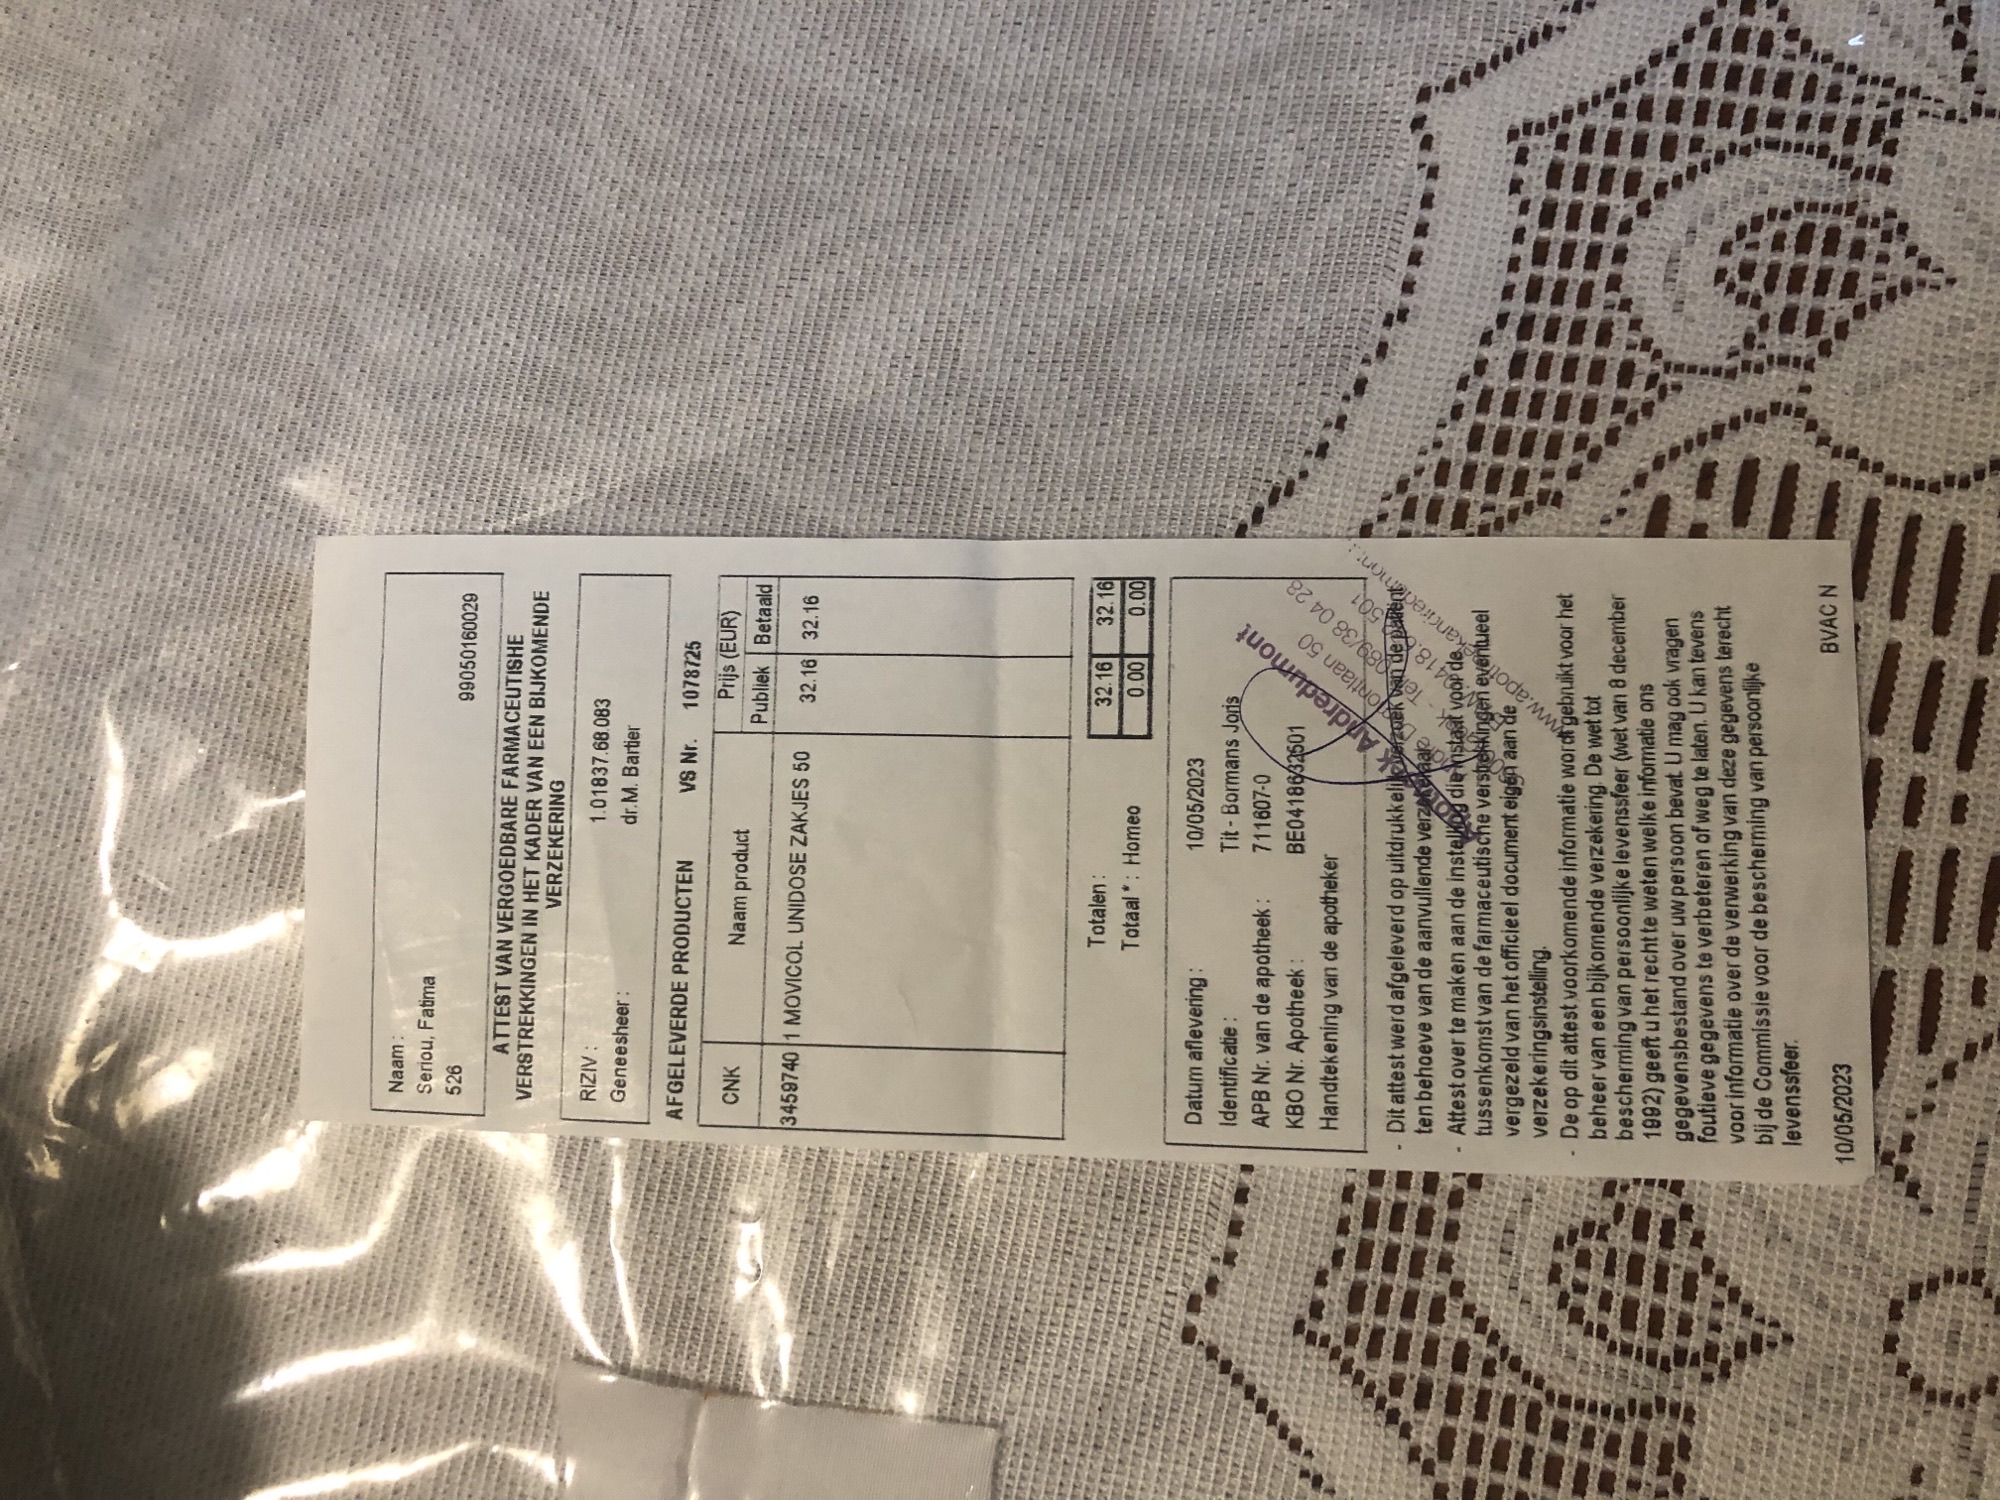 Naam :
Seriou, Fatima 99050160029
526
ATTEST VAN VERGOEDBARE FARMACEUTISHE
VERSTREKKINGEN IN HET KADER VAN EEN BIJKOMENDE
VERZEKERING
RIZIV : 1.01837.68.083
Geneesheer : dr.M. Bartier
AFGELEVERDE PRODUCTEN VS Nr. 1078725
CNK Naam product Prijs (EUR)
Publiek Betaald
3459740 1 MOVICOL UNIDOSE ZAKJES 50 32.16 32.16
Totalen : 32.16 32.16
Totaal * : Homeo 0.00 0.00
Datum aflevering : 10/05/2023
Identificatie : Tit - Bormans Joris
APB Nr. van de apotheek : 711607-0
KBO Nr. Apotheek : BE0418632501
Handtekening van de apotheker
Andredumont
50
089/38 04 28
- Dit attest werd afgeleverd op uitdrukkelijk verzoek van de patiënt
ten behoeve van de aanvullende verzekeraar.
- Attest over te maken aan de instelling die instaat voor de
tussenkomst van de farmaceutische verstrekkingen eventueel
vergezeld van het officieel document eigen aan de
verzekeringsinstelling.
- De op dit attest voorkomende informatie wordt gebruikt voor het
beheer van een bijkomende verzekering. De wet tot
bescherming van persoonlijke levenssfeer (wet van 8 december
1992) geeft u het recht te weten welke informatie ons
gegevensbestand over uw persoon bevat. U mag ook vragen
foutieve gegevens te verbeteren of weg te laten. U kan tevens
voor informatie over de verwerking van deze gegevens terecht
bij de Commissie voor de bescherming van persoonlijke
levenssfeer.
10/05/2023 BVAC N